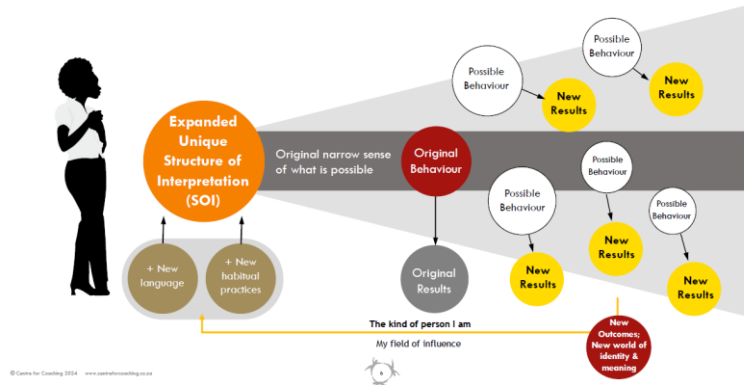 Expanded
Unique
Structure of
Interpretation
(SOI)
+ New
language
+ New
habitual
practices
Original narrow sense
of what is possible
Original
Behaviour
Original
Results
Possible
Behaviour
New
Results
Possible
Behaviour
New
Results
Possible
Behaviour
New
Results
Possible
Behaviour
New
Results
Possible
Behaviour
New
Results
The kind of person I am
My field of influence
New
Outcomes;
New world of
identity &
meaning
© Centre for Coaching 2024 www.centreforcoaching.co.za
6